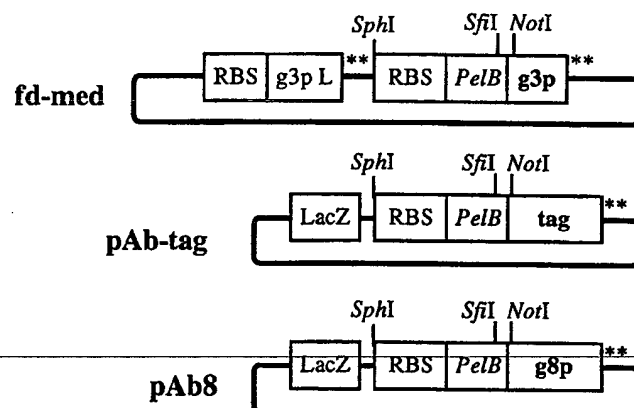 SphI SfiI NotI
fd-med RBS g3p L ** RBS PelB g3p **
SphI SfiI NotI
pAb-tag LacZ RBS PelB tag **
SphI SfiI NotI
pAb8 LacZ RBS PelB g8p **